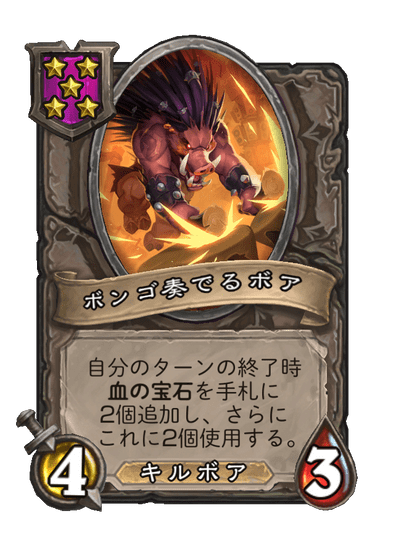 ボンゴ奏でるボア
自分のターンの終了時
血の宝石を手札に
2個追加し、さらに
これに2個使用する。
4
キルボア
3